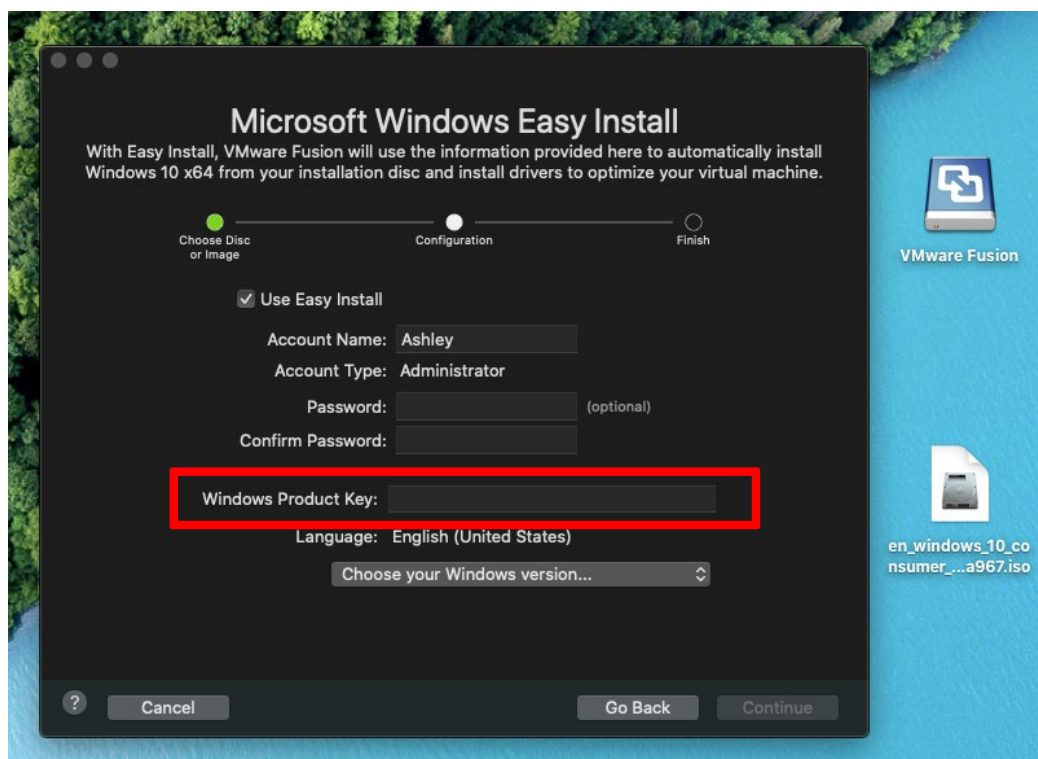 Microsoft Windows Easy Install
With Easy Install, VMware Fusion will use the information provided here to automatically install
Windows 10 x64 from your installation disc and install drivers to optimize your virtual machine.
Choose Disc
or Image
Configuration
Finish
Use Easy Install
Account Name: Ashley
Account Type: Administrator
Password: (optional)
Confirm Password:
Windows Product Key:
Language: English (United States)
Choose your Windows version...
? Cancel Go Back Continue
VMware Fusion
en_windows_10_co
nsumer_...a967.iso